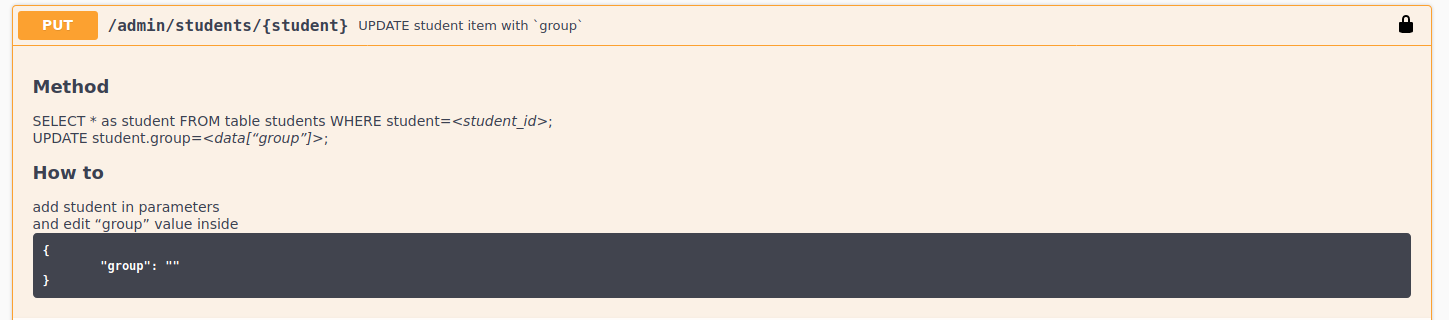 PUT /admin/students/{student} UPDATE student item with `group`
Method
SELECT * as student FROM table students WHERE student=<student_id>;
UPDATE student.group=<data[“group”]>;
How to
add student in parameters
and edit “group” value inside
{
"group": ""
}